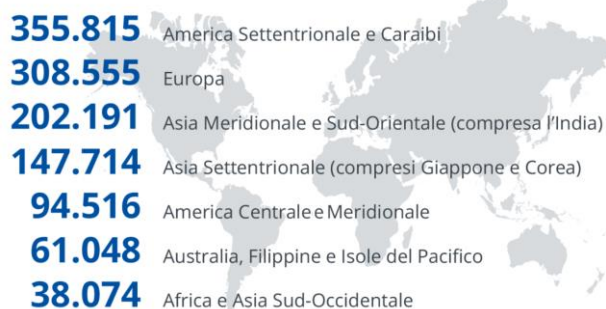 355.815 America Settentrionale e Caraibi
308.555 Europa
202.191 Asia Meridionale e Sud-Orientale (compresa l'India)
147.714 Asia Settentrionale (compresi Giappone e Corea)
94.516 America Centrale e Meridionale
61.048 Australia, Filippine e Isole del Pacifico
38.074 Africa e Asia Sud-Occidentale